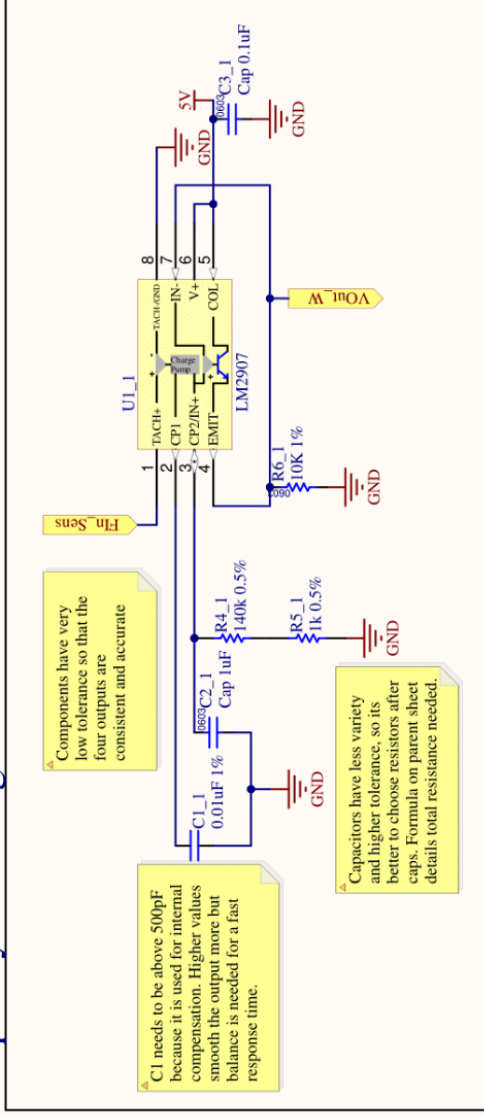 C1 needs to be above 500pF
because it is used for internal
compensation. Higher values
smooth the output more but
balance is needed for a fast
response time.
Components have very
low tolerance so that the
four outputs are
consistent and accurate
Capacitors have less variety
and higher tolerance, so its
better to choose resistors after
caps. Formula on parent sheet
details total resistance needed.
FIn_Sens
C1_1
0.01uF 1%
0603
C2_1
Cap 1uF
GND
R4_1
140k 0.5%
R5_1
1k 0.5%
GND
U1_1
1
2
3
4
TACH+
CP1
CP2/IN+
EMIT
Charge
Pump
TACH-/GND
IN-
V+
COL
8
7
6
5
LM2907
R6_1
10K 1%
GND
VOut_W
GND
5V
0603
C3_1
Cap 0.1uF
GND